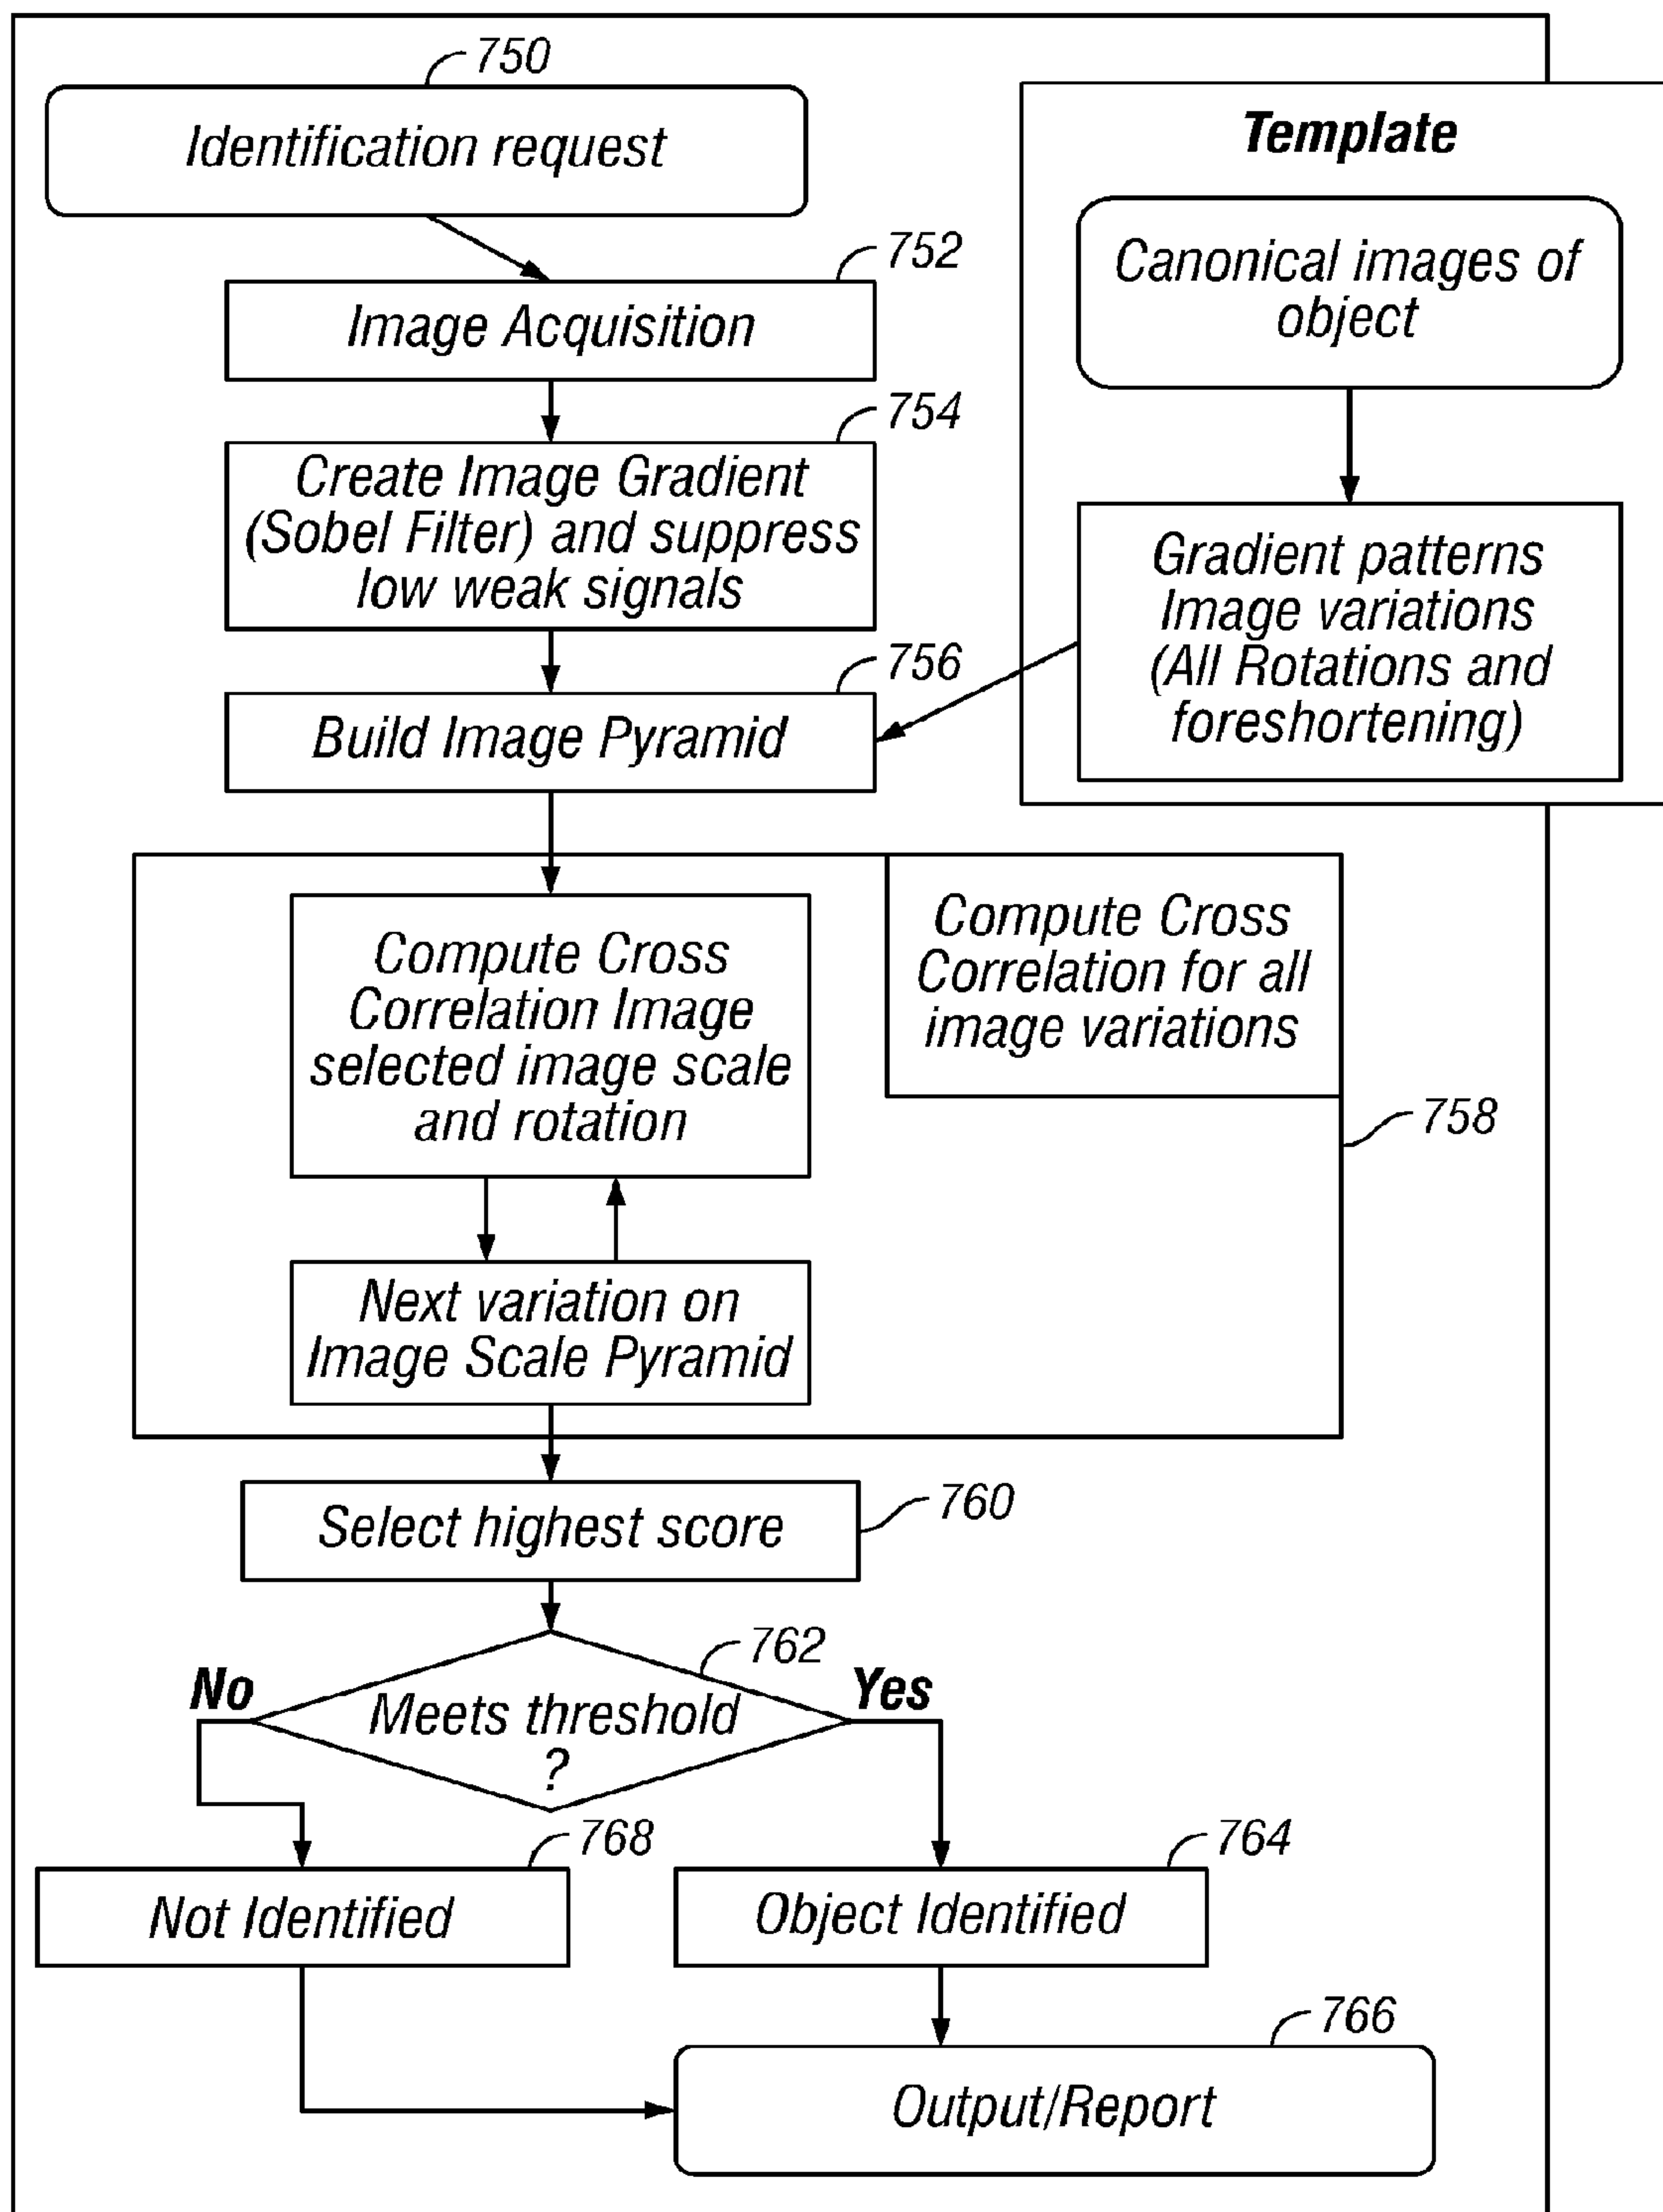 750
Identification request
Template
752
Canonical images of
object
Image Acquisition
754
Create Image Gradient
(Sobel Filter) and suppress
low weak signals
Gradient patterns
Image variations
(All Rotations and
foreshortening)
756
Build Image Pyramid
Compute Cross
Correlation for all
image variations
Compute Cross
Correlation Image
selected image scale
and rotation
758
Next variation on
Image Scale Pyramid
760
Select highest score
762
No
Yes
Meets threshold
?
768
764
Not Identified
Object Identified
766
Output/Report